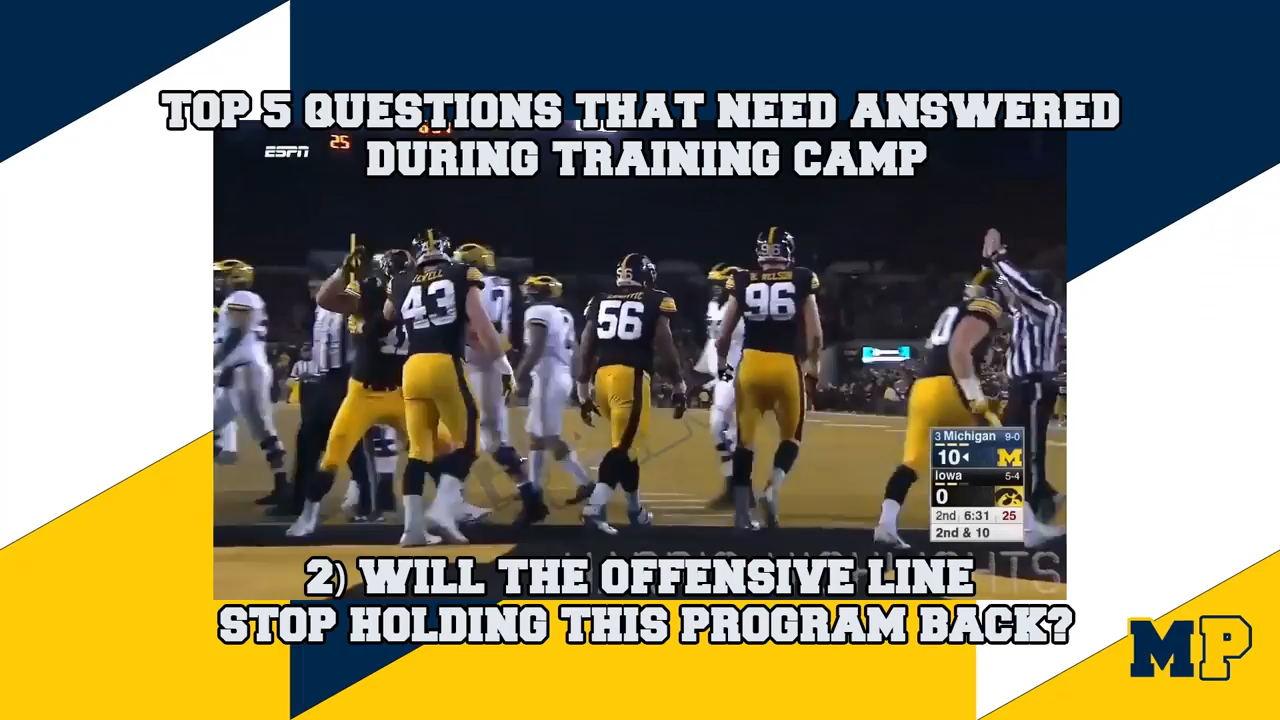 TOP 5 QUESTIONS THAT NEED ANSWERED
DURING TRAINING CAMP
ESPN
25
96
43
56
96
3 Michigan 9-0
10
M
Iowa 5-4
0
2nd 6:31 25
2nd & 10
2) WILL THE OFFENSIVE LINE
STOP HOLDING THIS PROGRAM BACK?
MP